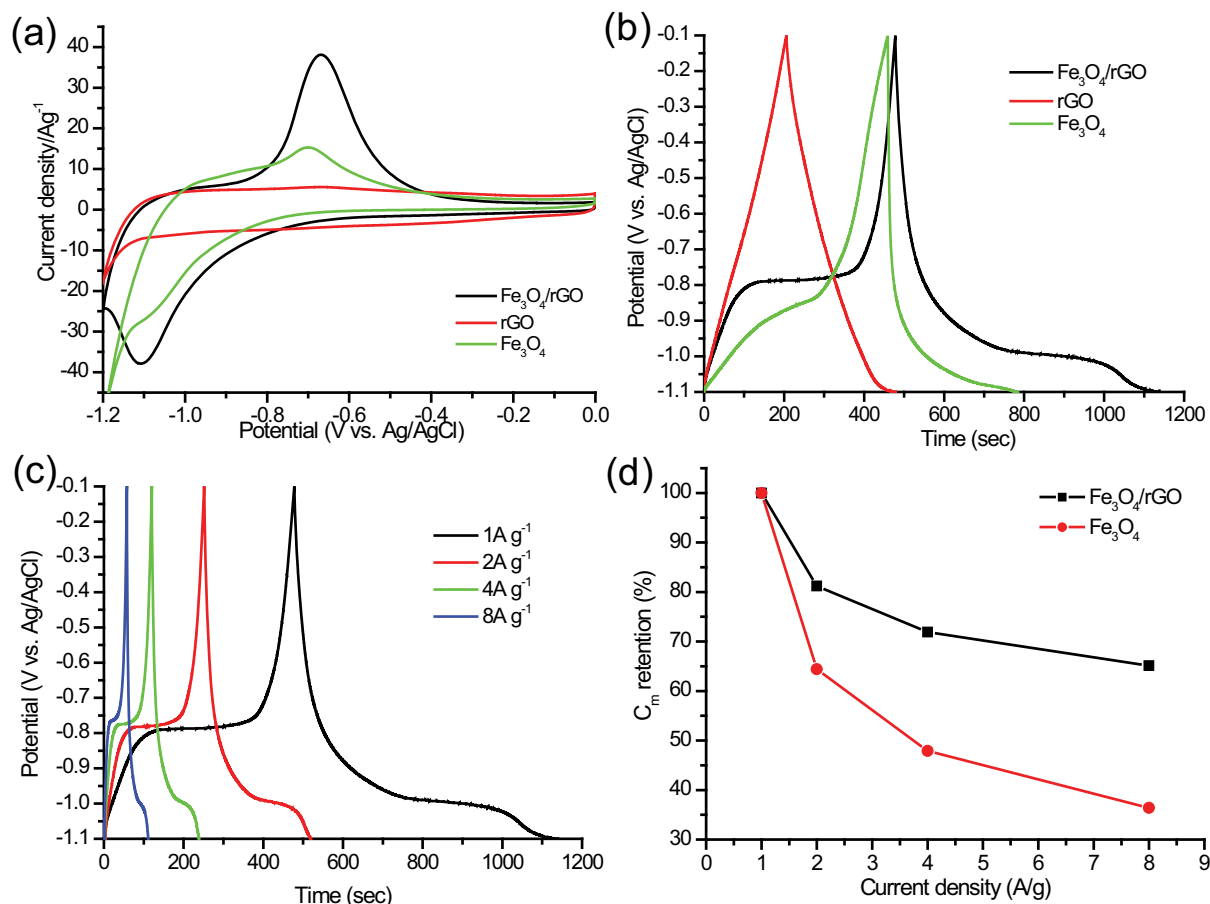 (a)
40
30
20
10
0
-10
-20
-30
-40
Current density/Ag⁻¹
Fe₃O₄/rGO
rGO
Fe₃O₄
-1.2 -1.0 -0.8 -0.6 -0.4 -0.2 0.0
Potential (V vs. Ag/AgCl)
(b)
-0.1
-0.2
-0.3
-0.4
-0.5
-0.6
-0.7
-0.8
-0.9
-1.0
-1.1
Potential (V vs. Ag/AgCl)
Fe₃O₄/rGO
rGO
Fe₃O₄
0 200 400 600 800 1000 1200
Time (sec)
(c)
-0.1
-0.2
-0.3
-0.4
-0.5
-0.6
-0.7
-0.8
-0.9
-1.0
-1.1
Potential (V vs. Ag/AgCl)
1A g⁻¹
2A g⁻¹
4A g⁻¹
8A g⁻¹
0 200 400 600 800 1000 1200
Time (sec)
(d)
100
90
80
70
60
50
40
30
Cₘ retention (%)
Fe₃O₄/rGO
Fe₃O₄
0 1 2 3 4 5 6 7 8 9
Current density (A/g)